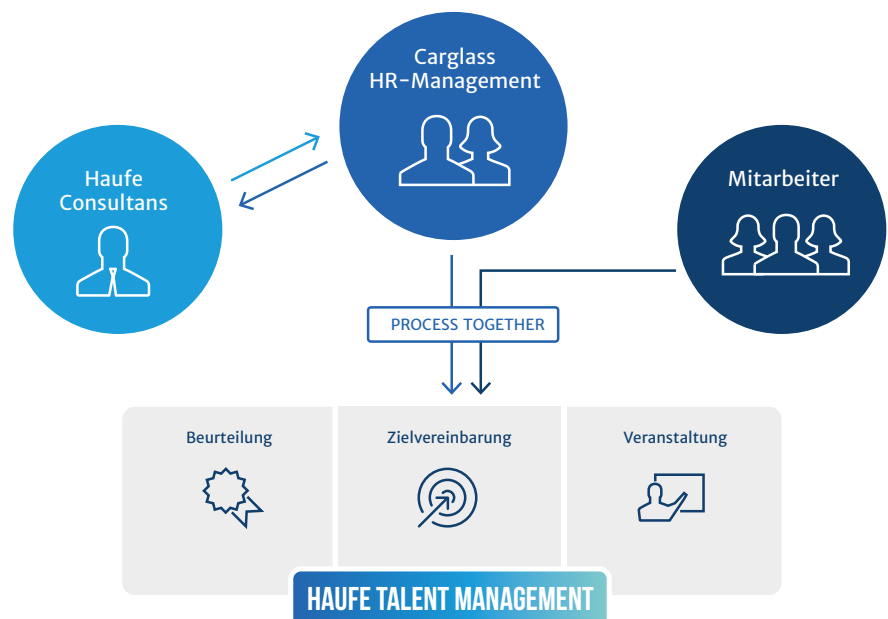 Carglass
HR-Management
Haufe
Consultans
Mitarbeiter
PROCESS TOGETHER
Beurteilung
Zielvereinbarung
Veranstaltung
HAUFE TALENT MANAGEMENT